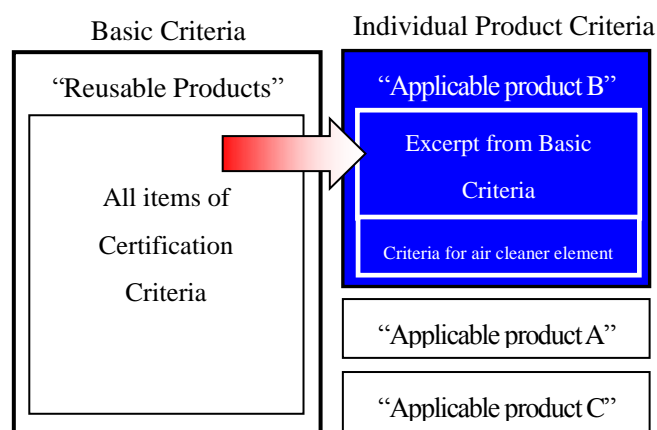 Basic Criteria
“Reusable Products”
All items of
Certification
Criteria
Individual Product Criteria
“Applicable product B”
Excerpt from Basic
Criteria
Criteria for air cleaner element
“Applicable product A”
“Applicable product C”